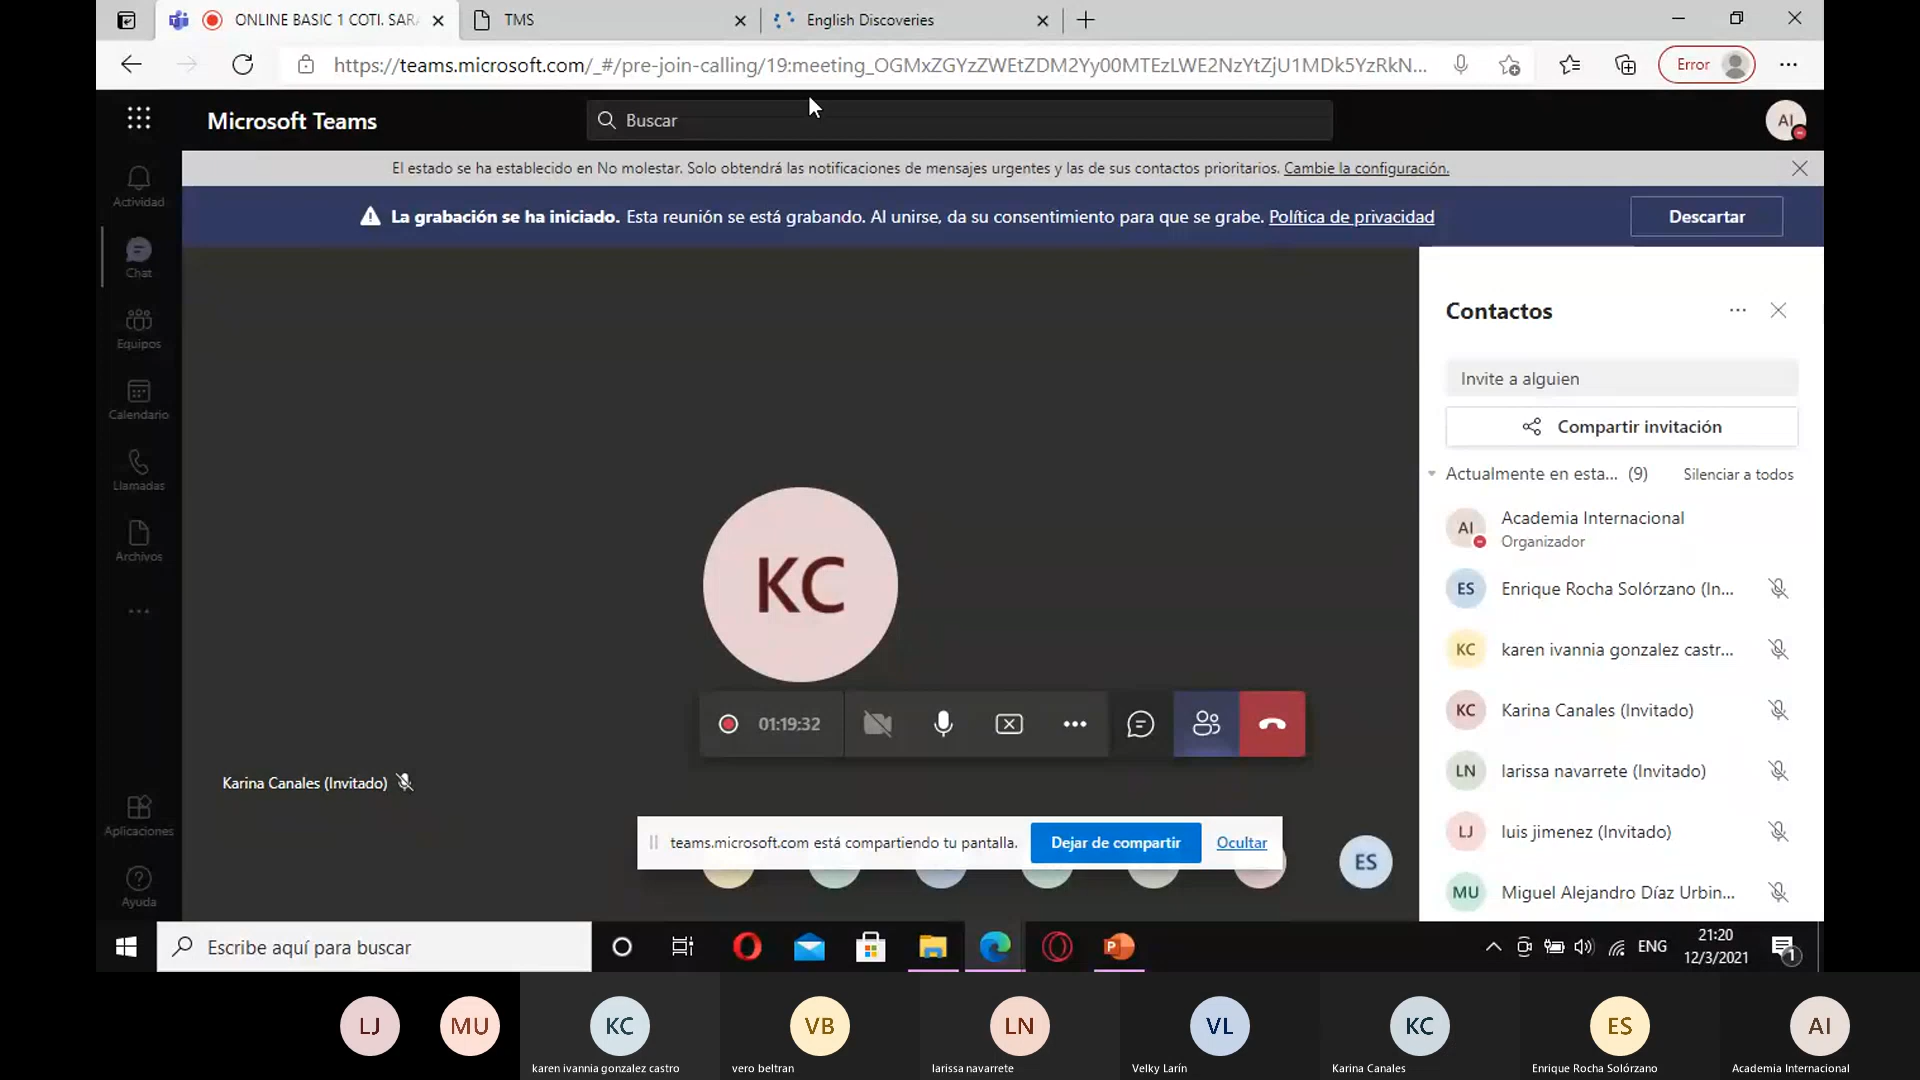 ONLINE BASIC 1 COTI. SARA
TMS
English Discoveries
https://teams.microsoft.com/_#/pre-join-calling/19:meeting_OGMxZGYzZWEtZDM2Yy00MTEzLWE2NzYtZjU1MDk5YzRkN...
Error
Microsoft Teams
Buscar
AI
El estado se ha establecido en No molestar. Solo obtendrá las notificaciones de mensajes urgentes y las de sus contactos prioritarios. Cambie la configuración.
La grabación se ha iniciado. Esta reunión se está grabando. Al unirse, da su consentimiento para que se grabe. Política de privacidad
Descartar
Actividad
Chat
Equipos
Calendario
Llamadas
Archivos
Aplicaciones
Ayuda
KC
01:19:32
Karina Canales (Invitado)
teams.microsoft.com está compartiendo tu pantalla.
Dejar de compartir
Ocultar
ES
Contactos
Invite a alguien
Compartir invitación
Actualmente en esta... (9)
Silenciar a todos
AI
Academia Internacional
Organizador
ES
Enrique Rocha Solórzano (In...
KC
karen ivannia gonzalez castr...
KC
Karina Canales (Invitado)
LN
larissa navarrete (Invitado)
LJ
luis jimenez (Invitado)
MU
Miguel Alejandro Díaz Urbin...
Escribe aquí para buscar
ENG
21:20
12/3/2021
1
LJ
MU
KC
karen ivannia gonzalez castro
VB
vero beltran
LN
larissa navarrete
VL
Velky Larín
KC
Karina Canales
ES
Enrique Rocha Solórzano
AI
Academia Internacional